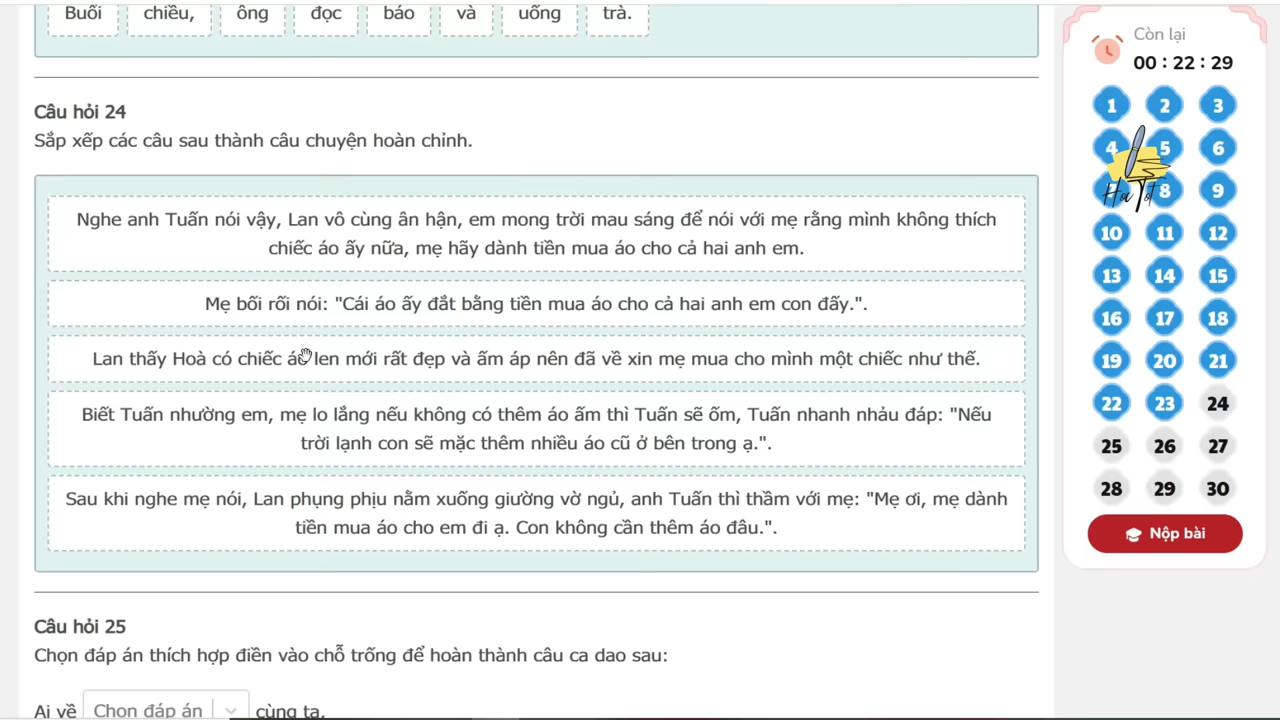 Buổi chiều, ông đọc báo và uống trà.
Câu hỏi 24
Sắp xếp các câu sau thành câu chuyện hoàn chỉnh.
Nghe anh Tuấn nói vậy, Lan vô cùng ân hận, em mong trời mau sáng để nói với mẹ rằng mình không thích
chiếc áo ấy nữa, mẹ hãy dành tiền mua áo cho cả hai anh em.
Mẹ bối rối nói: "Cái áo ấy đắt bằng tiền mua áo cho cả hai anh em con đấy.".
Lan thấy Hoà có chiếc áo len mới rất đẹp và ấm áp nên đã về xin mẹ mua cho mình một chiếc như thế.
Biết Tuấn nhường em, mẹ lo lắng nếu không có thêm áo ấm thì Tuấn sẽ ốm, Tuấn nhanh nhảu đáp: "Nếu
trời lạnh con sẽ mặc thêm nhiều áo cũ ở bên trong ạ.".
Sau khi nghe mẹ nói, Lan phụng phịu nằm xuống giường vờ ngủ, anh Tuấn thì thầm với mẹ: "Mẹ ơi, mẹ dành
tiền mua áo cho em đi ạ. Con không cần thêm áo đâu.".
Câu hỏi 25
Chọn đáp án thích hợp điền vào chỗ trống để hoàn thành câu ca dao sau:
Ai về Chọn đáp án cùng ta,
Còn lại
00 : 22 : 29
1 2 3
4 5 6
8 9
10 11 12
13 14 15
16 17 18
19 20 21
22 23 24
25 26 27
28 29 30
Nộp bài